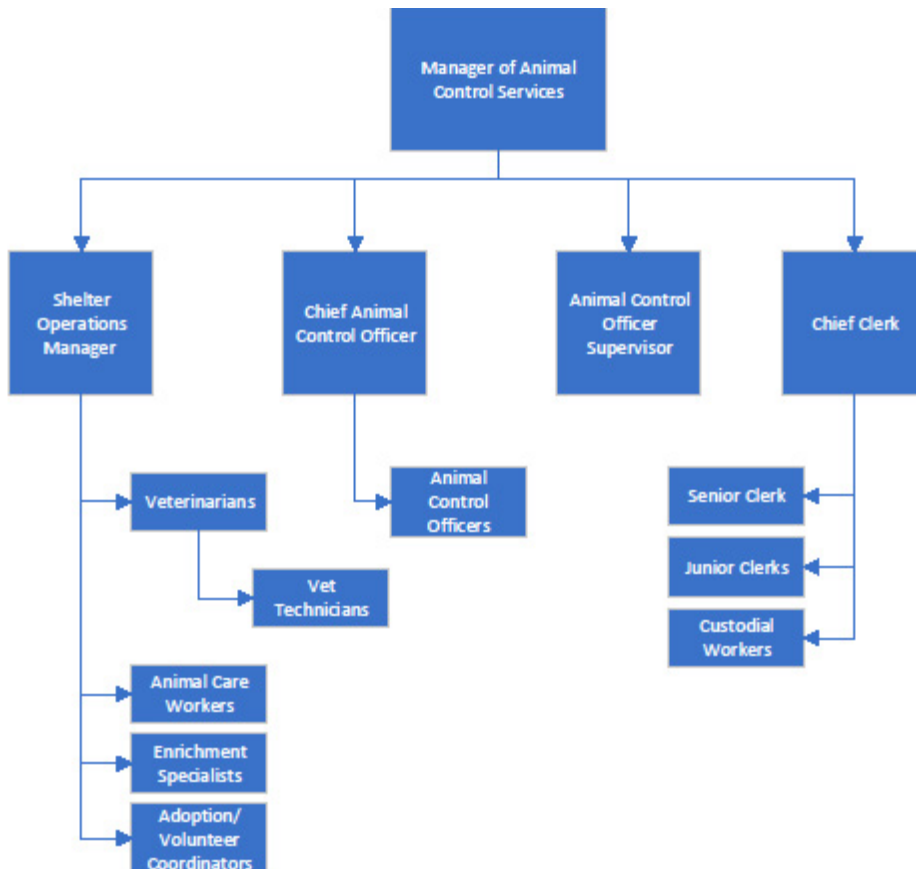 Manager of Animal
Control Services
Shelter
Operations
Manager
Chief Animal
Control Officer
Animal Control
Officer
Supervisor
Chief Clerk
Veterinarians
Vet
Technicians
Animal Care
Workers
Enrichment
Specialists
Adoption/
Volunteer
Coordinators
Animal
Control
Officers
Senior Clerk
Junior Clerks
Custodial
Workers